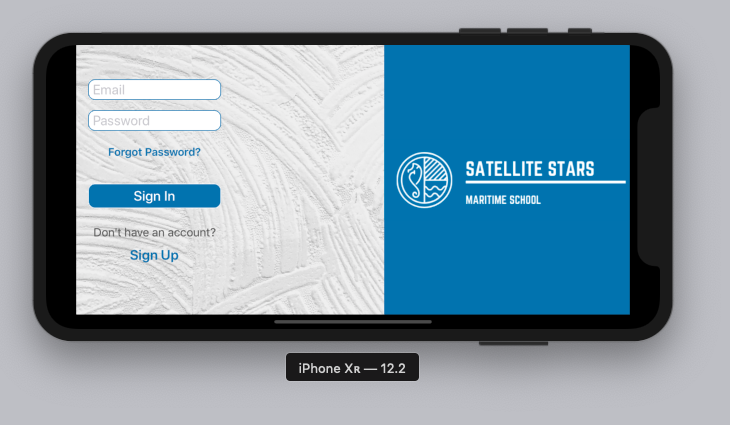 Email
Password
Forgot Password?
Sign In
Don't have an account?
Sign Up
SATELLITE STARS
MARITIME SCHOOL
iPhone Xʀ — 12.2